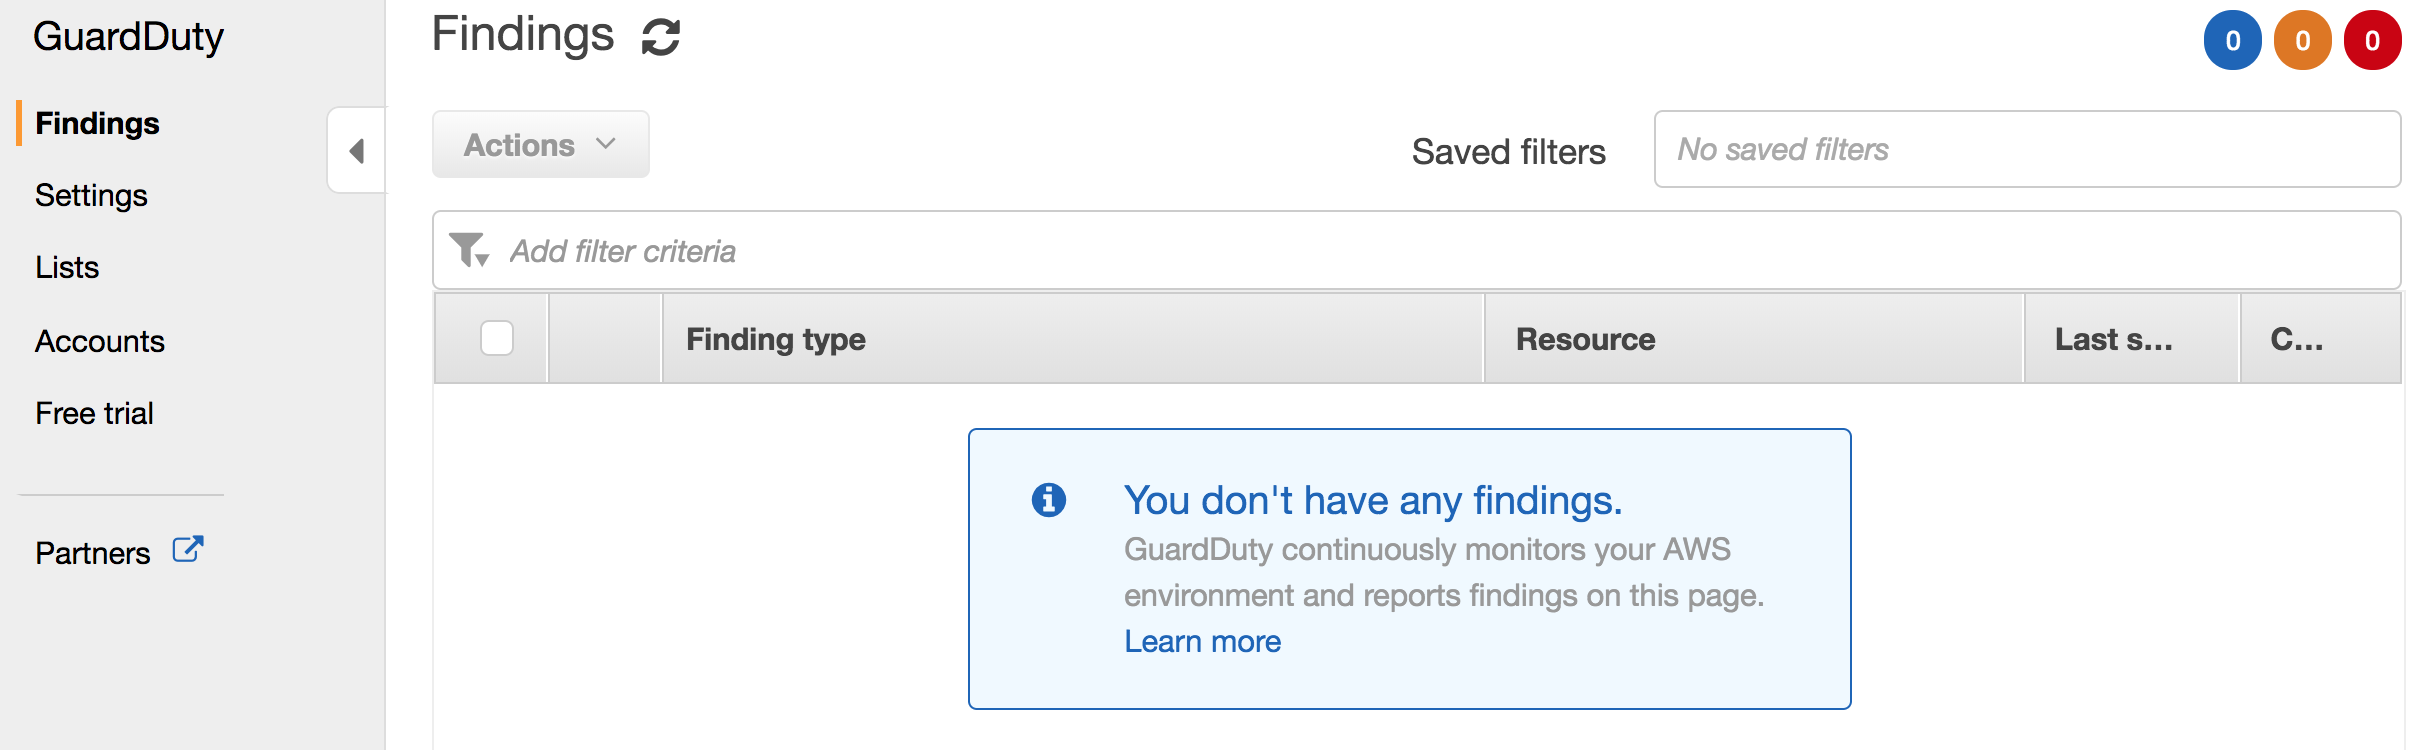 GuardDuty
Findings
Settings
Lists
Accounts
Free trial
Partners
Findings
0 0 0
Actions
Saved filters
No saved filters
Add filter criteria
Finding type Resource Last s... C...
You don't have any findings.
GuardDuty continuously monitors your AWS
environment and reports findings on this page.
Learn more